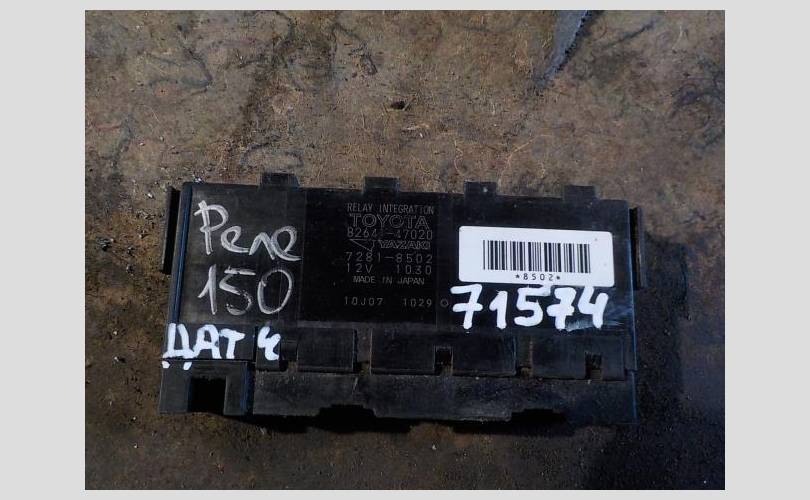 Реле
150
ДАТ 4
RELAY INTEGRATION
TOYOTA
82641-47020
YAZAKI
7281-8502
12V 1030
MADE IN JAPAN
10J07 1029
*8502*
71574